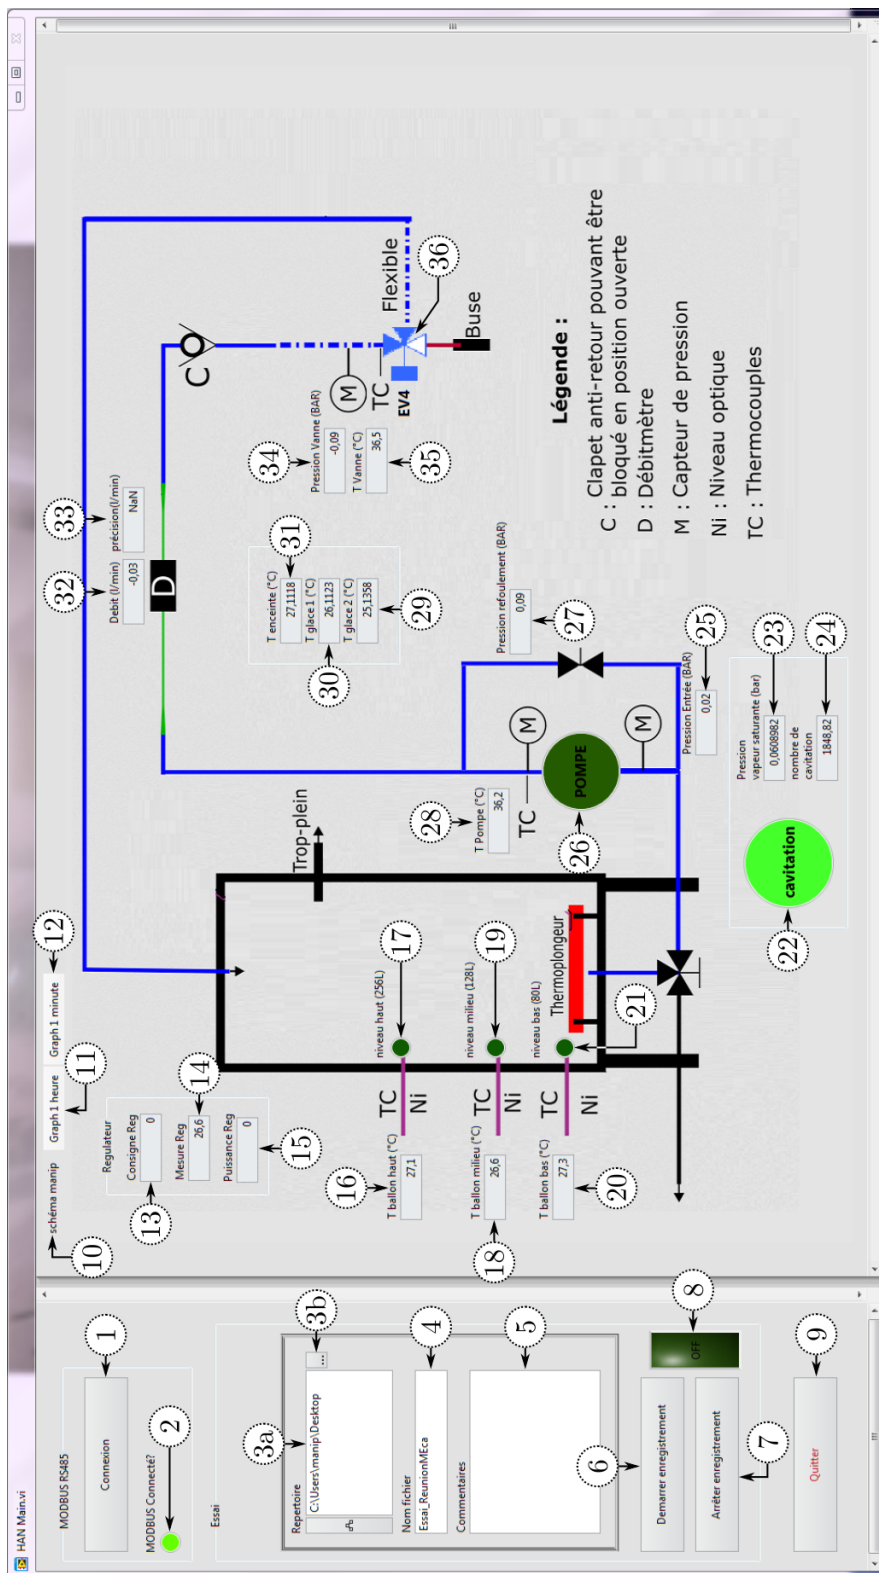 HAN Main.vi
MODBUS RS485
Connexion
1
MODBUS Connecté?
2
Essai
Repertoire
C:\Users\manip\Desktop
...
3a
3b
Nom fichier
Essai_ReunionMEca
4
Commentaires
5
6
Demarrer enregistrement
Arrêter enregistrement
OFF
7
8
Quitter
9
schéma manip
Graph 1 heure
Graph 1 minute
10
11
12
Regulateur
Consigne Reg
0
13
Mesure Reg
26,6
14
Puissance Reg
0
15
16
T ballon haut (°C)
27,1
TC
Ni
niveau haut (256L)
17
T ballon milieu (°C)
26,6
18
TC
Ni
niveau milieu (128L)
19
T ballon bas (°C)
27,3
20
TC
Ni
niveau bas (80L)
21
Thermoplongeur
Trop-plein
cavitation
22
Pression
vapeur saturante (bar)
0,0608982
23
nombre de
cavitation
1848,82
24
Pression Entrée (BAR)
0,02
25
M
POMPE
26
Pression refoulement (BAR)
0,09
27
T Pompe (°C)
36,2
28
TC
M
T enceinte (°C)
27,1118
T glace 1 (°C)
26,1123
T glace 2 (°C)
25,1358
29
30
31
Debit (l/min)
-0,03
32
précision(l/min)
NaN
33
D
C
Pression Vanne (BAR)
-0,09
34
T Vanne (°C)
36,5
35
M
TC
EV4
Flexible
36
Buse
Légende :
C : Clapet anti-retour pouvant être
bloqué en position ouverte
D : Débitmètre
M : Capteur de pression
Ni : Niveau optique
TC : Thermocouples